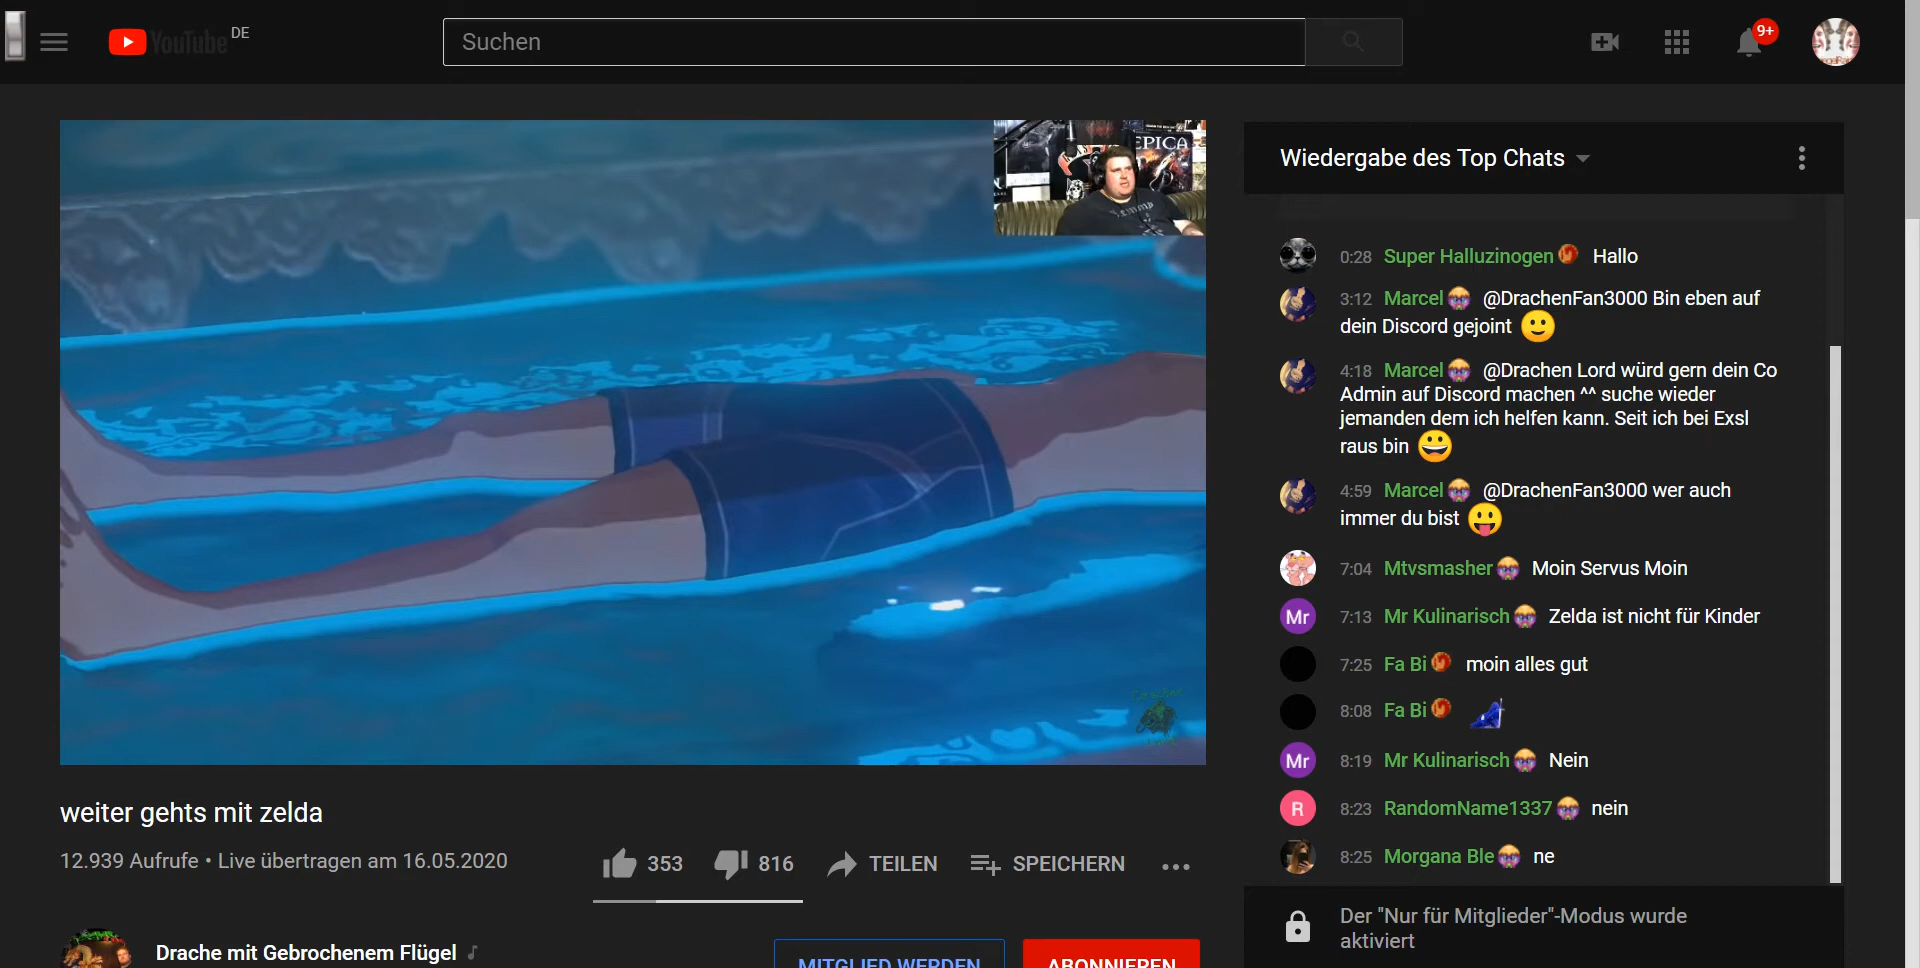 YouTube DE
Suchen
9+
EPICA
Wiedergabe des Top Chats
0:28 Super Halluzinogen Hallo
3:12 Marcel @DrachenFan3000 Bin eben auf
dein Discord gejoint
4:18 Marcel @Drachen Lord würd gern dein Co
Admin auf Discord machen ^^ suche wieder
jemanden dem ich helfen kann. Seit ich bei Exsl
raus bin
4:59 Marcel @DrachenFan3000 wer auch
immer du bist
7:04 Mtvsmasher Moin Servus Moin
Mr 7:13 Mr Kulinarisch Zelda ist nicht für Kinder
7:25 Fa Bi moin alles gut
8:08 Fa Bi
Mr 8:19 Mr Kulinarisch Nein
R 8:23 RandomName1337 nein
8:25 Morgana Ble ne
Der "Nur für Mitglieder"-Modus wurde
aktiviert
weiter gehts mit zelda
12.939 Aufrufe • Live übertragen am 16.05.2020
353 816 TEILEN SPEICHERN
Drache mit Gebrochenem Flügel
MITGLIED WERDEN ABONNIEREN